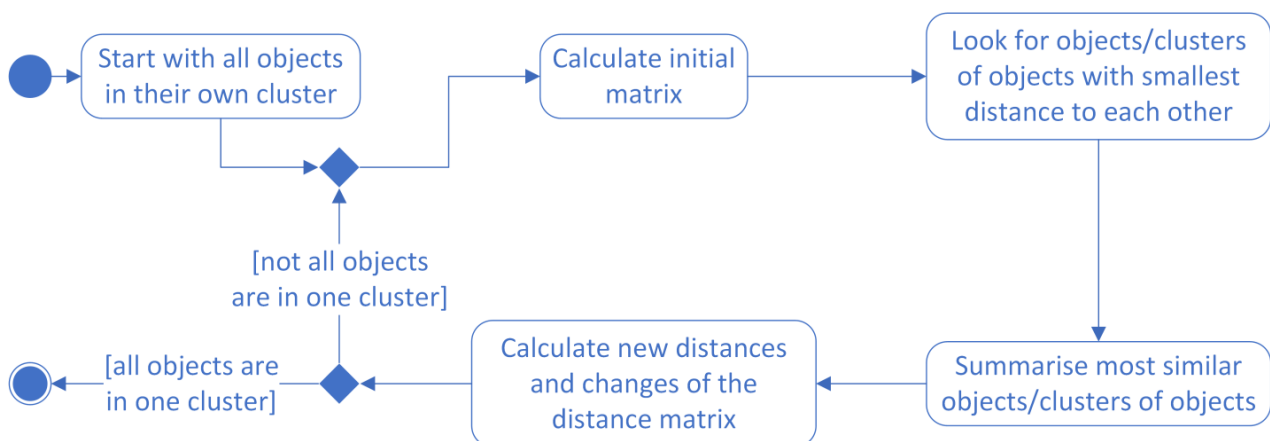 Start with all objects
in their own cluster
Calculate initial
matrix
Look for objects/clusters
of objects with smallest
distance to each other
[not all objects
are in one cluster]
[all objects are
in one cluster]
Calculate new distances
and changes of the
distance matrix
Summarise most similar
objects/clusters of objects